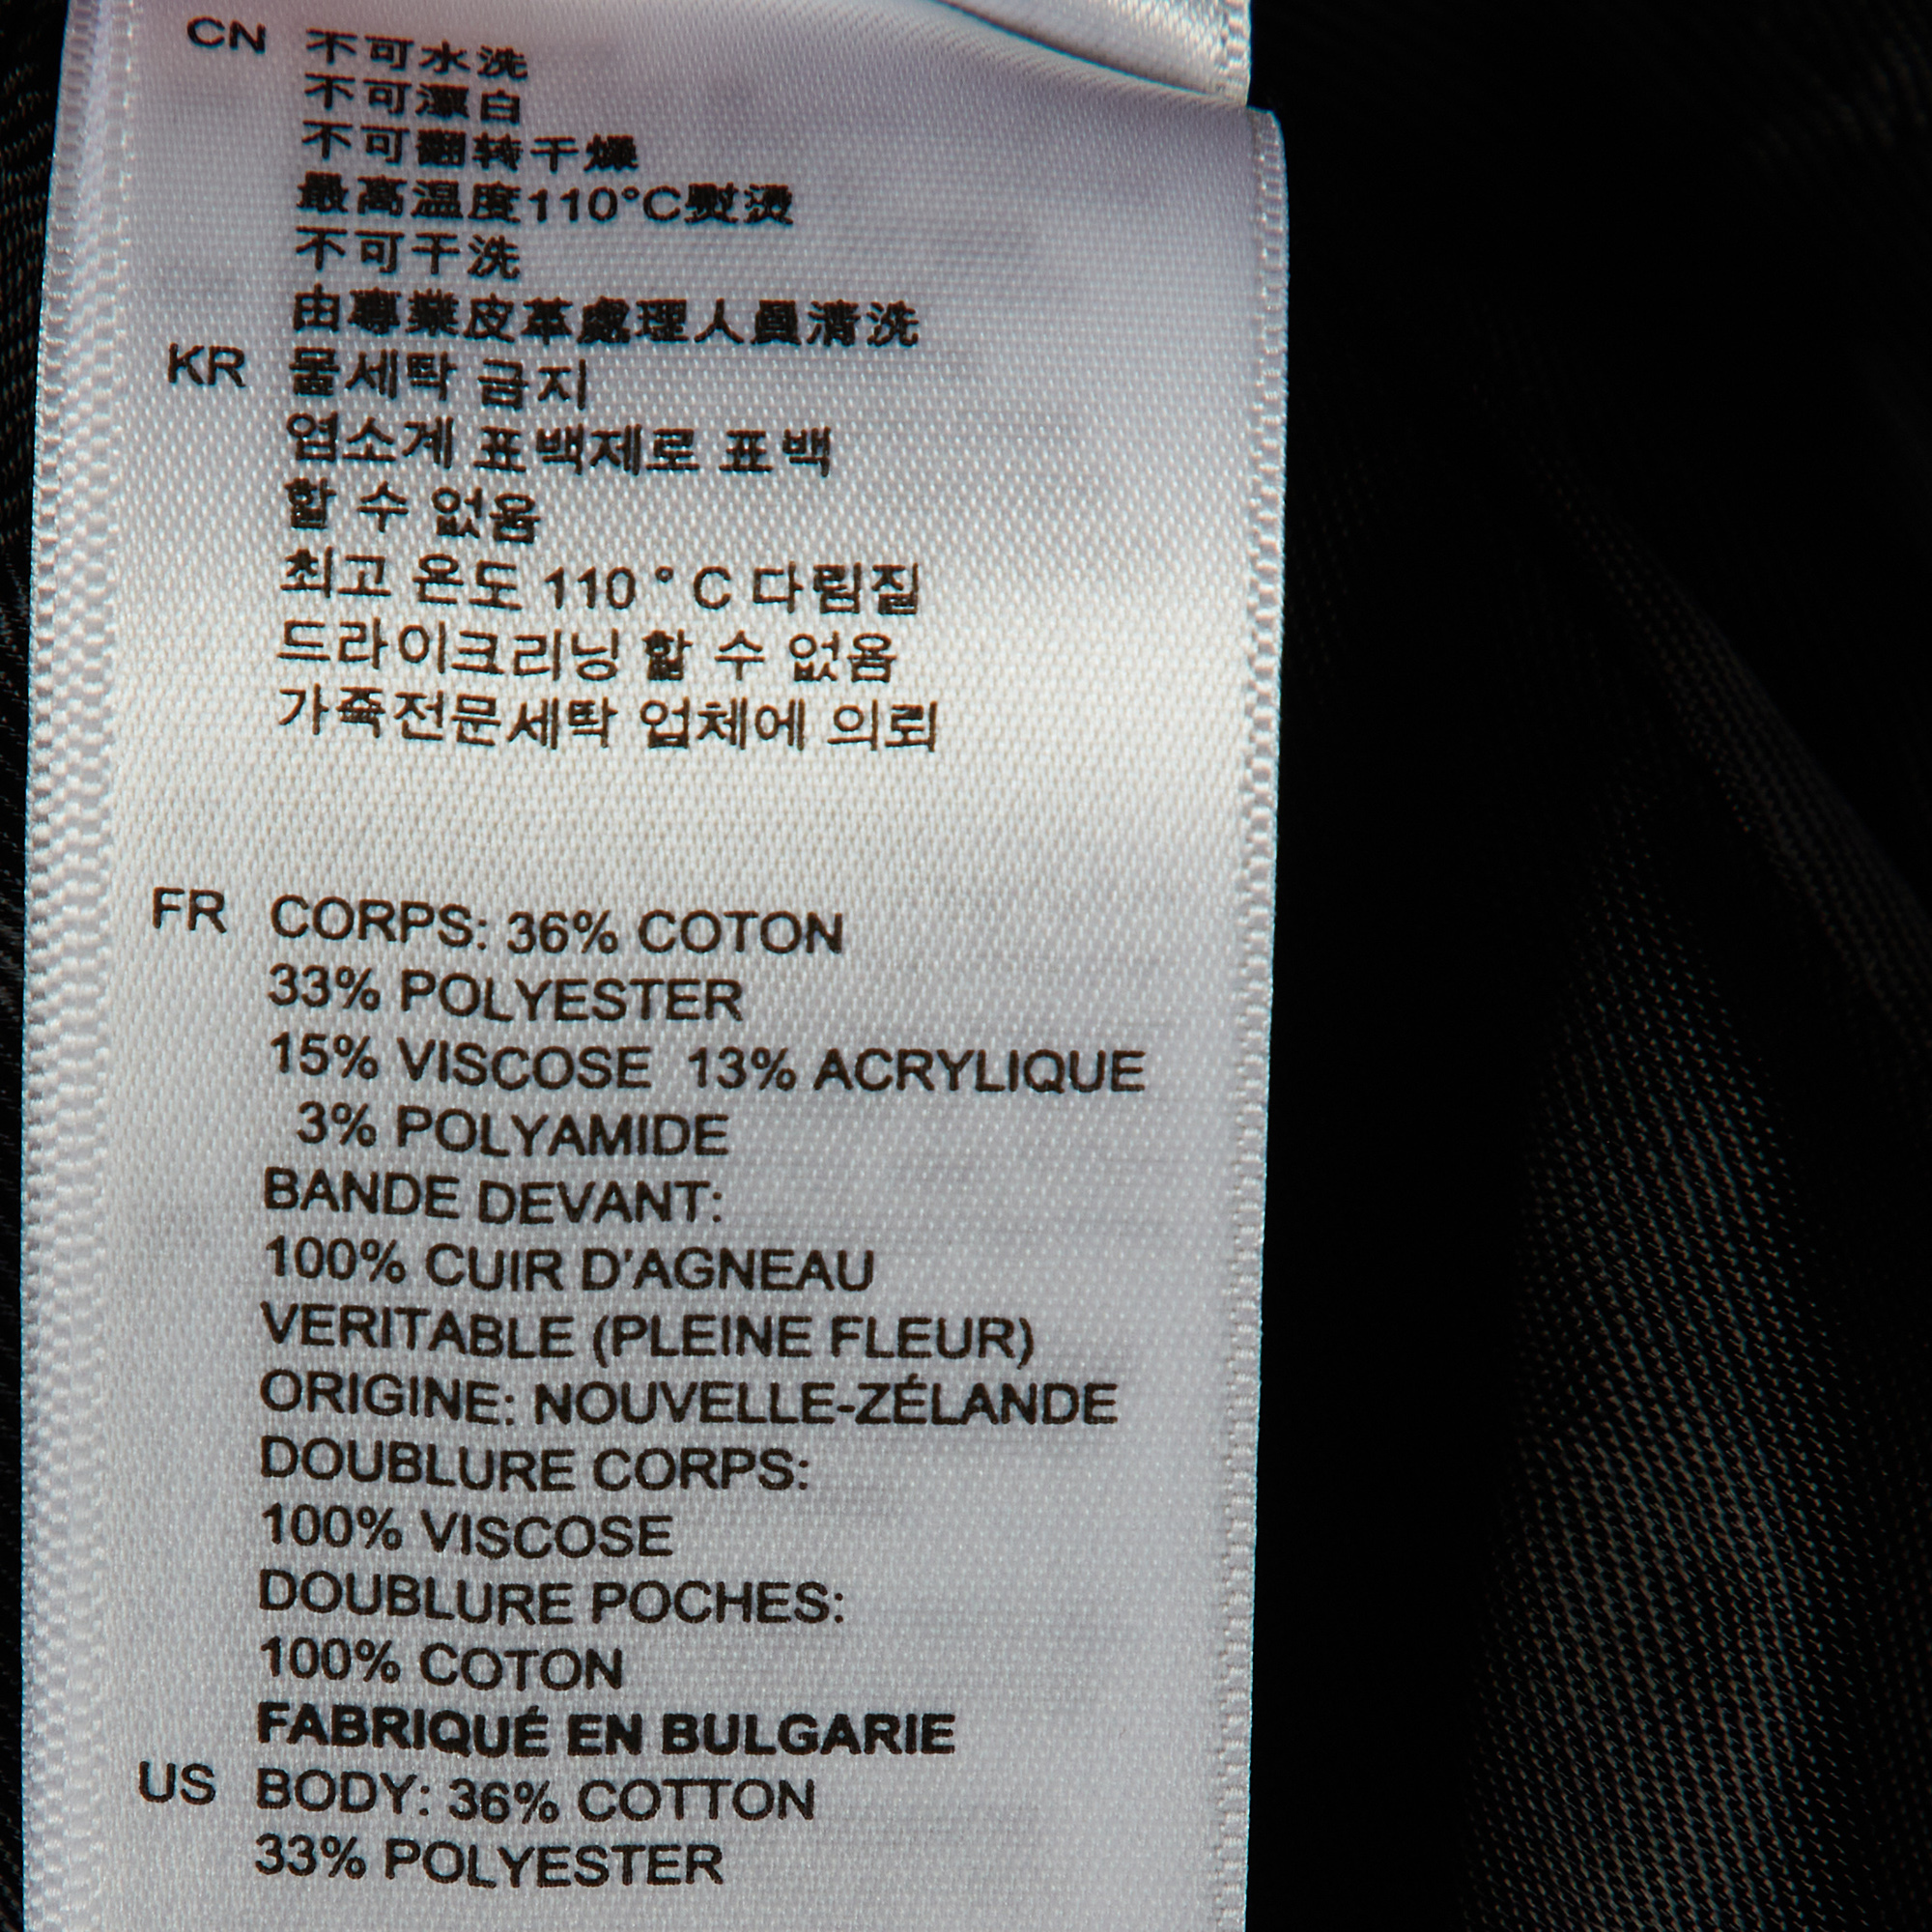 CN 不可水洗
不可漂白
不可翻转干燥
最高温度110°C熨烫
不可干洗
由專業皮革處理人員清洗
KR 물세탁 금지
염소계 표백제로 표백
할 수 없음
최고 온도 110 ° C 다림질
드라이크리닝 할 수 없음
가죽전문세탁 업체에 의뢰
FR CORPS: 36% COTON
33% POLYESTER
15% VISCOSE 13% ACRYLIQUE
3% POLYAMIDE
BANDE DEVANT:
100% CUIR D'AGNEAU
VERITABLE (PLEINE FLEUR)
ORIGINE: NOUVELLE-ZÉLANDE
DOUBLURE CORPS:
100% VISCOSE
DOUBLURE POCHES:
100% COTON
FABRIQUÉ EN BULGARIE
US BODY: 36% COTTON
33% POLYESTER